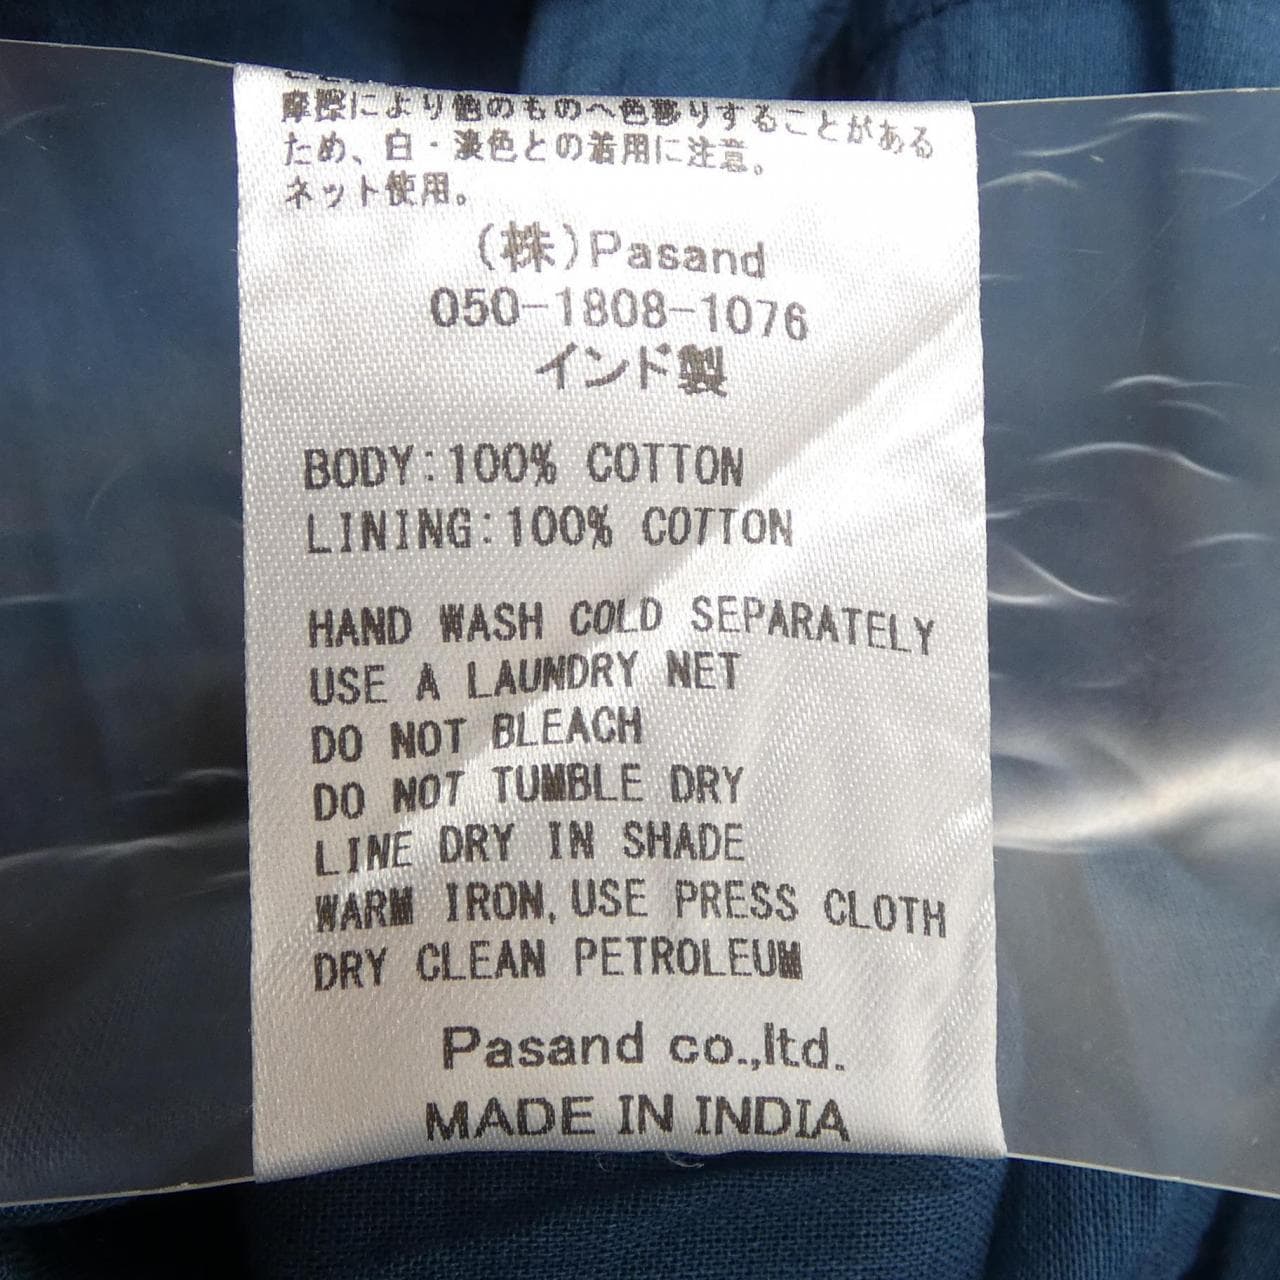 摩擦により他のものへ色移りすることがある
ため、白・淡色との着用に注意。
ネット使用。
(株)Pasand
050-1808-1076
インド製
BODY:100% COTTON
LINING:100% COTTON
HAND WASH COLD SEPARATELY
USE A LAUNDRY NET
DO NOT BLEACH
DO NOT TUMBLE DRY
LINE DRY IN SHADE
WARM IRON,USE PRESS CLOTH
DRY CLEAN PETROLEUM
Pasand co.,ltd.
MADE IN INDIA